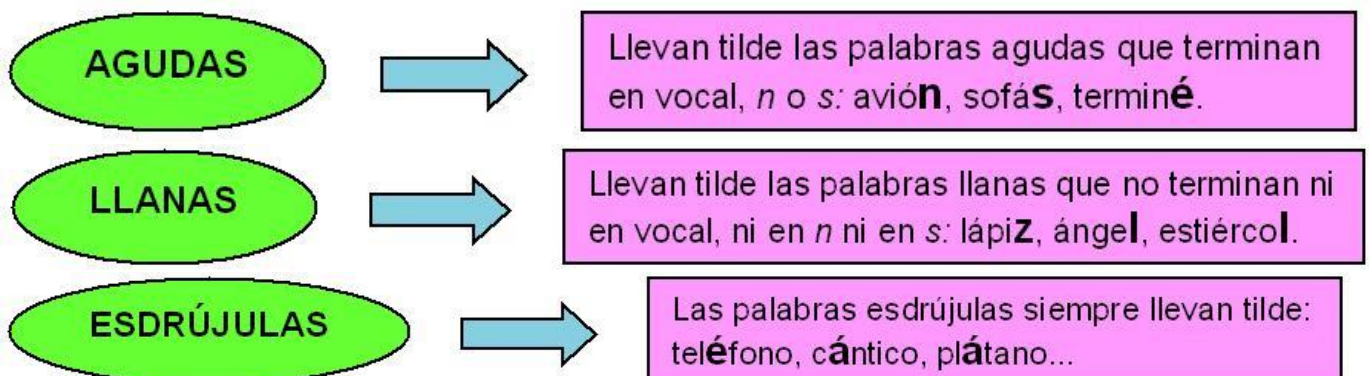 AGUDAS
Llevan tilde las palabras agudas que terminan
en vocal, n o s: avión, sofás, terminé.
LLANAS
Llevan tilde las palabras llanas que no terminan ni
en vocal, ni en n ni en s: lápiz, ángel, estiércol.
ESDRÚJULAS
Las palabras esdrújulas siempre llevan tilde:
teléfono, cántico, plátano...